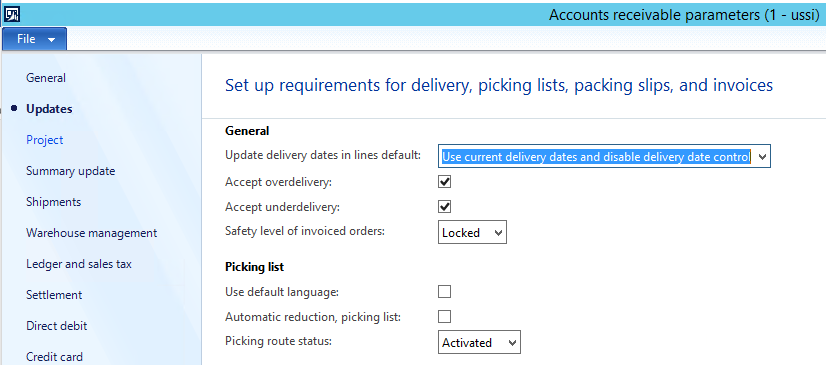 Accounts receivable parameters (1 - ussi)
File
General
Updates
Project
Summary update
Shipments
Warehouse management
Ledger and sales tax
Settlement
Direct debit
Credit card
Set up requirements for delivery, picking lists, packing slips, and invoices
General
Update delivery dates in lines default: Use current delivery dates and disable delivery date control
Accept overdelivery:
Accept underdelivery:
Safety level of invoiced orders: Locked
Picking list
Use default language:
Automatic reduction, picking list:
Picking route status: Activated